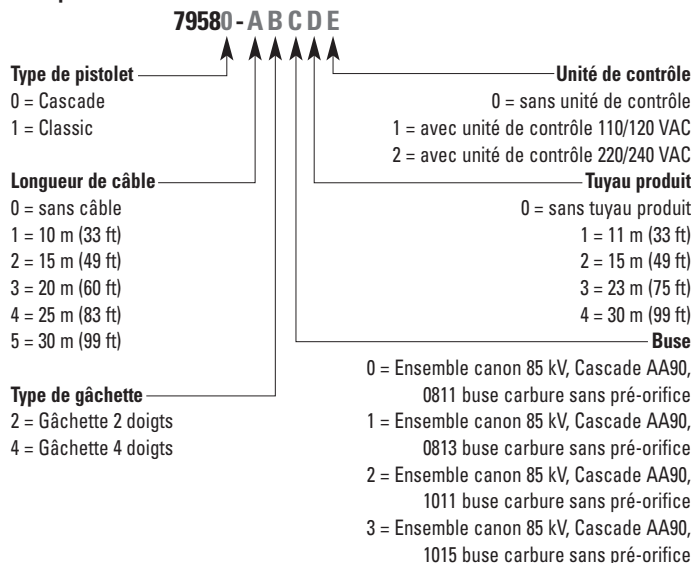 79580-ABCDE
Type de pistolet
0 = Cascade
1 = Classic
Longueur de câble
0 = sans câble
1 = 10 m (33 ft)
2 = 15 m (49 ft)
3 = 20 m (60 ft)
4 = 25 m (83 ft)
5 = 30 m (99 ft)
Type de gâchette
2 = Gâchette 2 doigts
4 = Gâchette 4 doigts
Unité de contrôle
0 = sans unité de contrôle
1 = avec unité de contrôle 110/120 VAC
2 = avec unité de contrôle 220/240 VAC
Tuyau produit
0 = sans tuyau produit
1 = 11 m (33 ft)
2 = 15 m (49 ft)
3 = 23 m (75 ft)
4 = 30 m (99 ft)
Buse
0 = Ensemble canon 85 kV, Cascade AA90,
0811 buse carbure sans pré-orifice
1 = Ensemble canon 85 kV, Cascade AA90,
0813 buse carbure sans pré-orifice
2 = Ensemble canon 85 kV, Cascade AA90,
1011 buse carbure sans pré-orifice
3 = Ensemble canon 85 kV, Cascade AA90,
1015 buse carbure sans pré-orifice